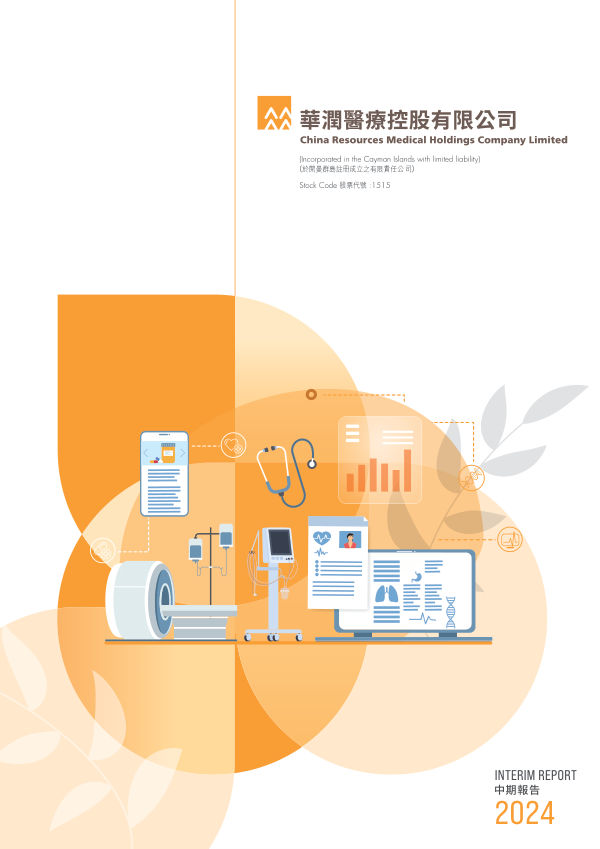 華潤醫療控股有限公司
China Resources Medical Holdings Company Limited
(Incorporated in the Cayman Islands with limited liability)
(於開曼群島註冊成立之有限責任公司)
Stock Code 股票代號 :1515
INTERIM REPORT
中期報告
2024